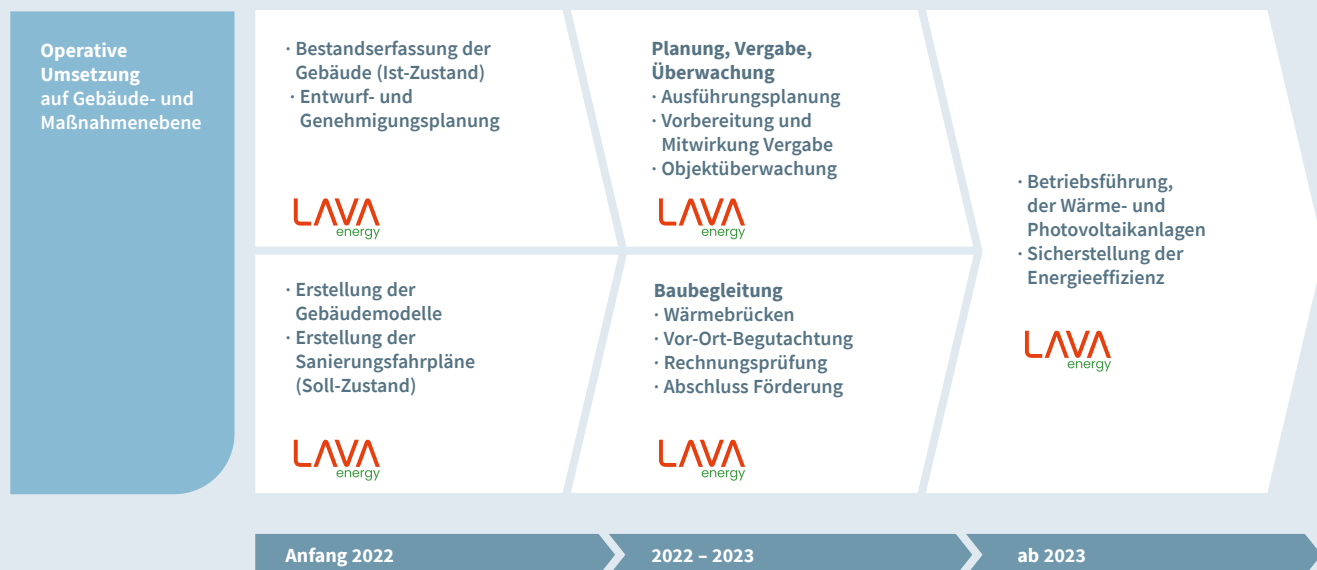 Operative
Umsetzung
auf Gebäude- und
Maßnahmenebene
· Bestandserfassung der
Gebäude (Ist-Zustand)
· Entwurf- und
Genehmigungsplanung
LAVA
energy
Planung, Vergabe,
Überwachung
· Ausführungsplanung
· Vorbereitung und
Mitwirkung Vergabe
· Objektüberwachung
LAVA
energy
· Erstellung der
Gebäudemodelle
· Erstellung der
Sanierungsfahrpläne
(Soll-Zustand)
LAVA
energy
Baubegleitung
· Wärmebrücken
· Vor-Ort-Begutachtung
· Rechnungsprüfung
· Abschluss Förderung
LAVA
energy
· Betriebsführung,
der Wärme- und
Photovoltaikanlagen
· Sicherstellung der
Energieeffizienz
LAVA
energy
Anfang 2022
2022 – 2023
ab 2023